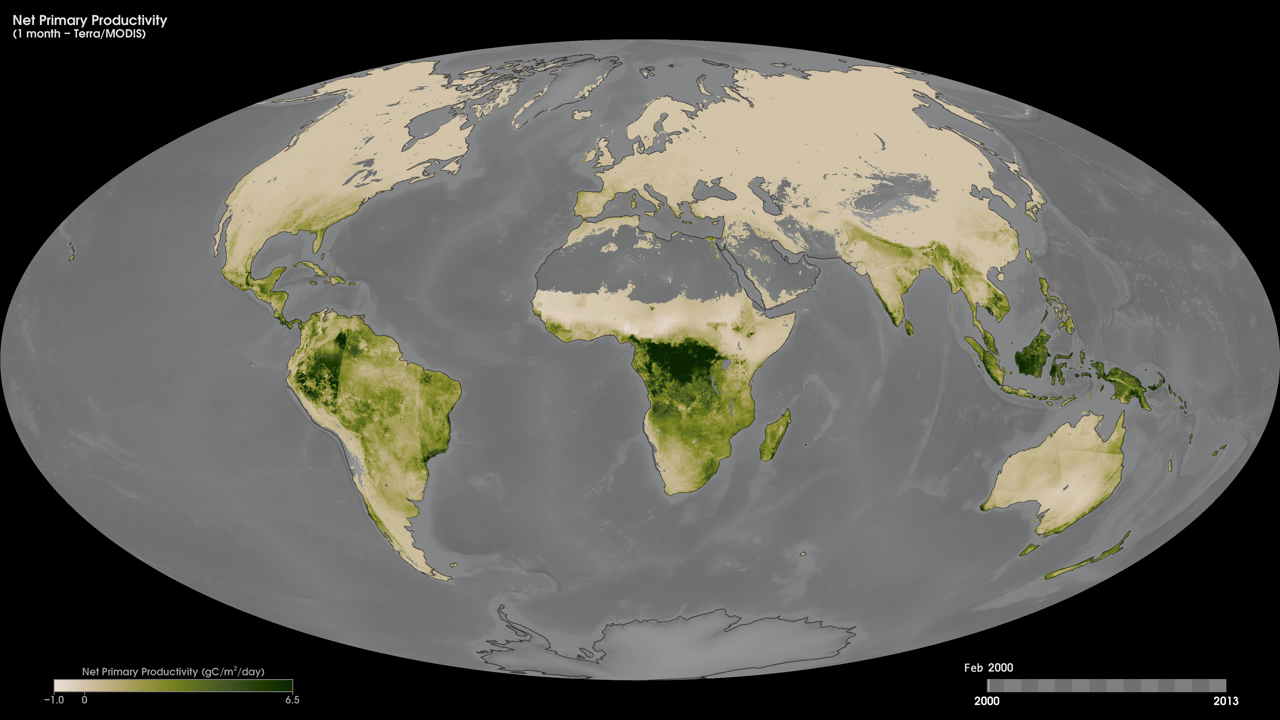 Net Primary Productivity
(1 month – Terra/MODIS)
Net Primary Productivity (gC/m²/day)
−1.0 0 6.5
Feb 2000
2000 2013